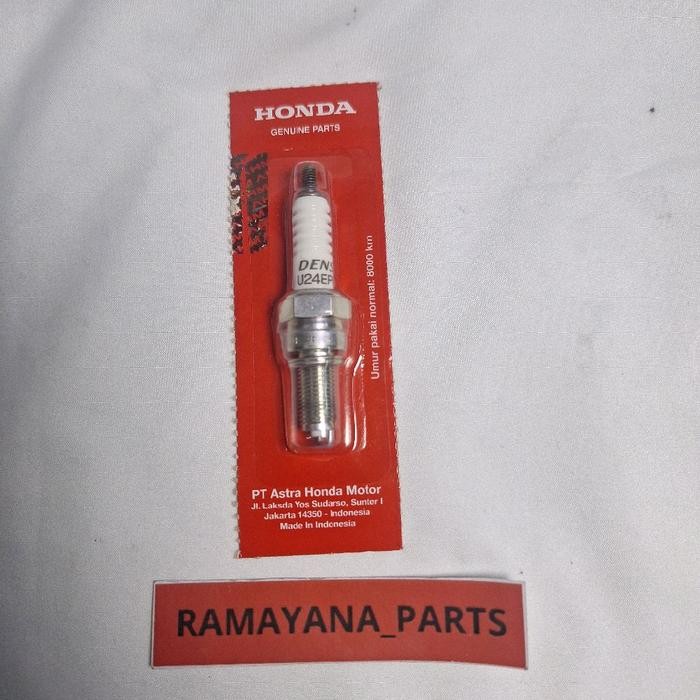 HONDA
GENUINE PARTS
DENS
U24EP
Umur pakai normal: 8000 km
PT Astra Honda Motor
Jl. Laksda Yos Sudarso, Sunter I
Jakarta 14350 - Indonesia
Made In Indonesia
RAMAYANA_PARTS